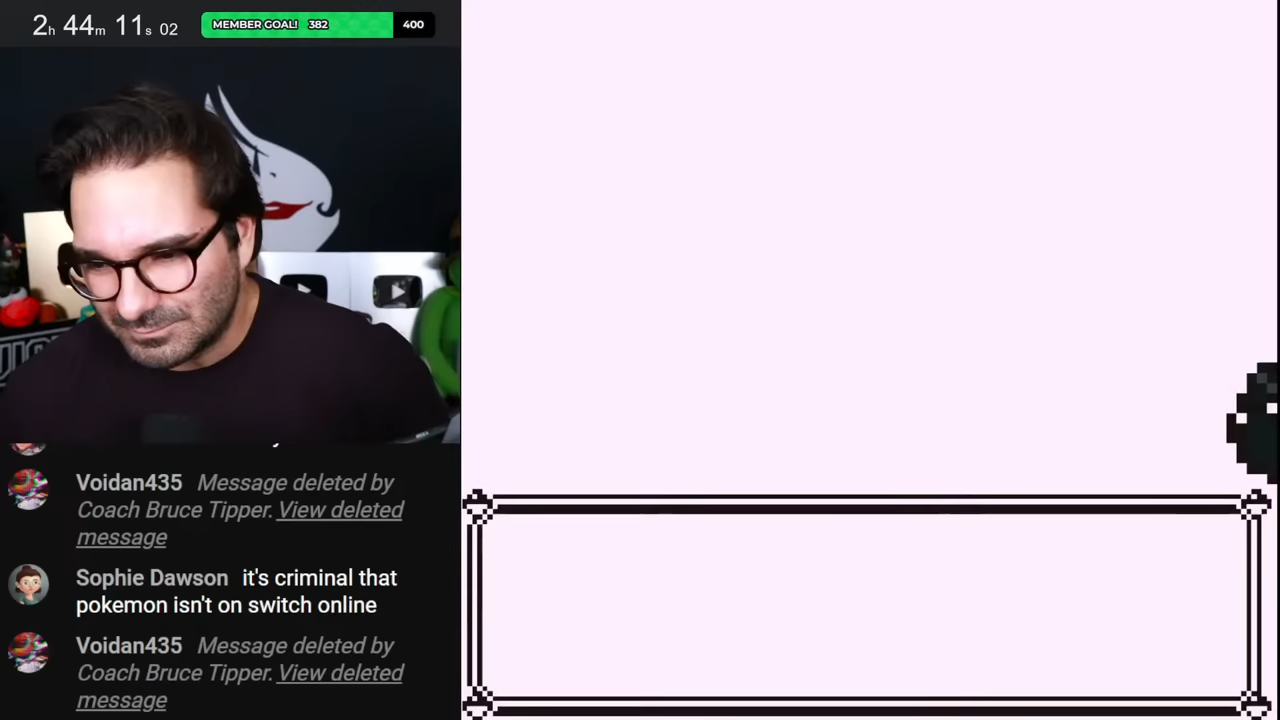 2h 44m 11s 02
MEMBER GOAL! 382
400
Voidan435 Message deleted by
Coach Bruce Tipper. View deleted
message
Sophie Dawson it's criminal that
pokemon isn't on switch online
Voidan435 Message deleted by
Coach Bruce Tipper. View deleted
message